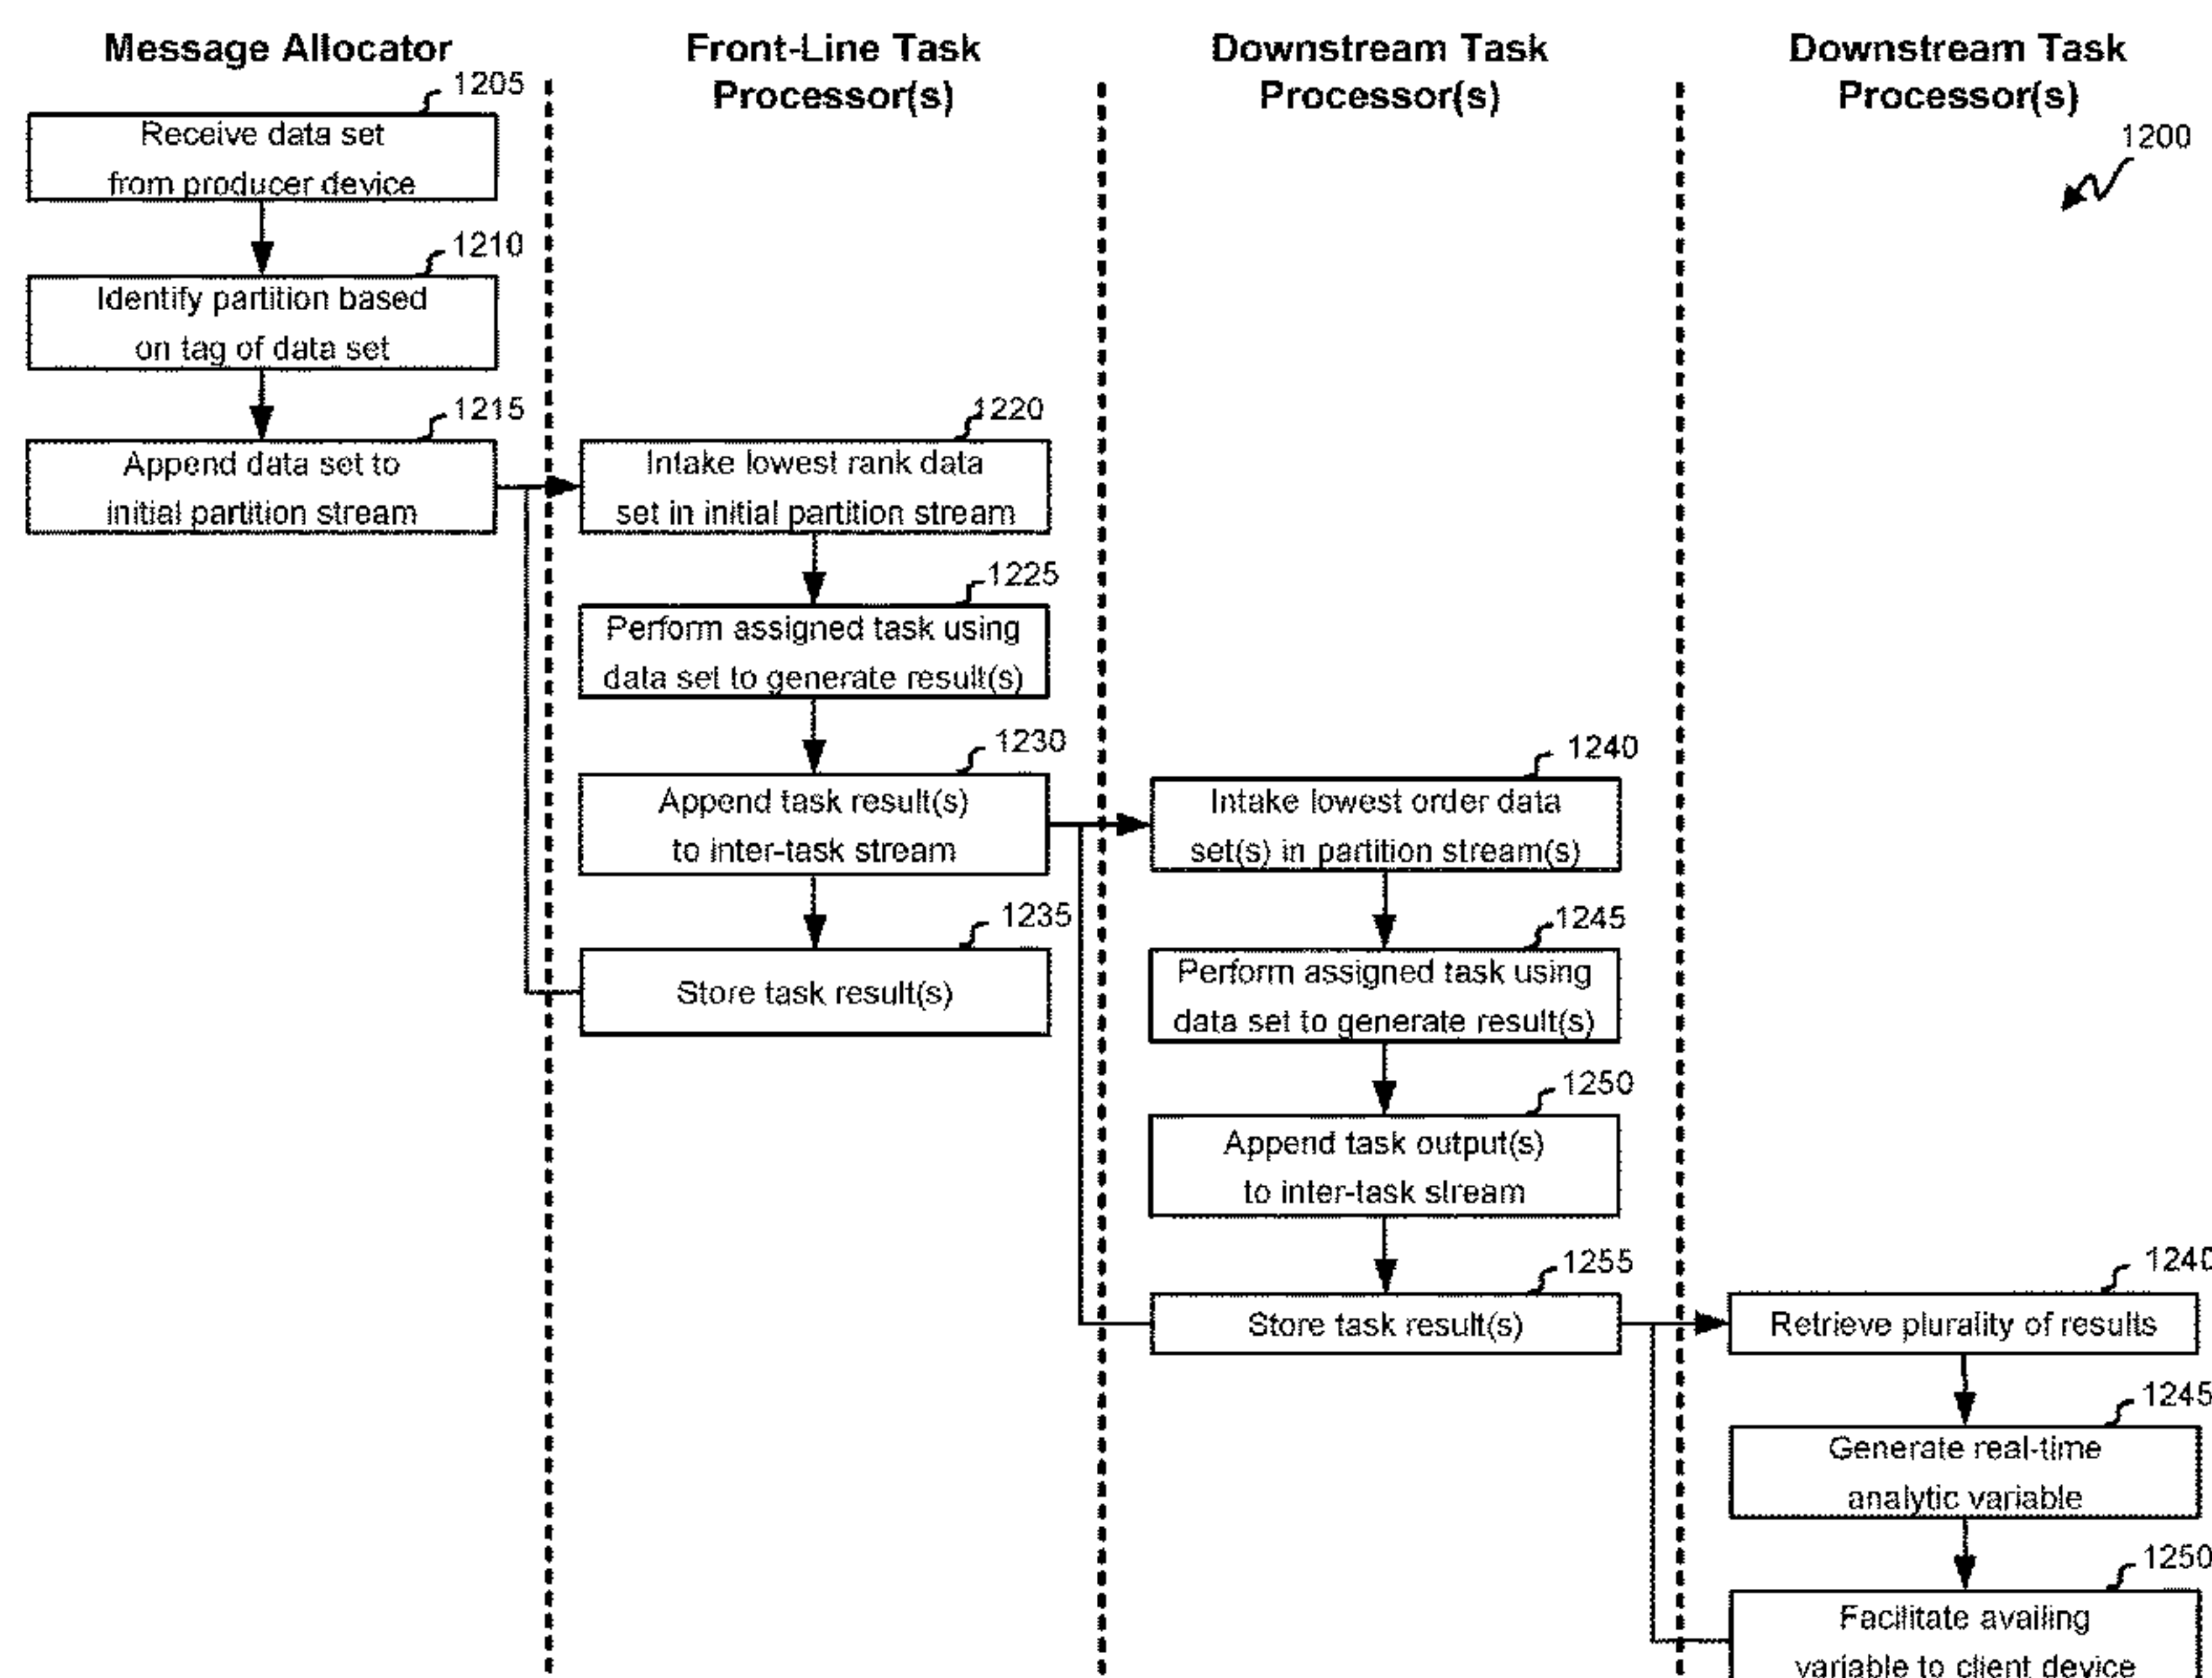 Message Allocator
1205
Receive data set
from producer device
1210
Identify partition based
on tag of data set
1215
Append data set to
initial partition stream
Front-Line Task
Processor(s)
1220
Intake lowest rank data
set in initial partition stream
1225
Perform assigned task using
data set to generate result(s)
1230
Append task result(s)
to inter-task stream
1235
Store task result(s)
Downstream Task
Processor(s)
1240
Intake lowest order data
set(s) in partition stream(s)
1245
Perform assigned task using
data set to generate result(s)
1250
Append task output(s)
to inter-task stream
1255
Store task result(s)
Downstream Task
Processor(s)
1200
1240
Retrieve plurality of results
1245
Generate real-time
analytic variable
1250
Facilitate availing
variable to client device